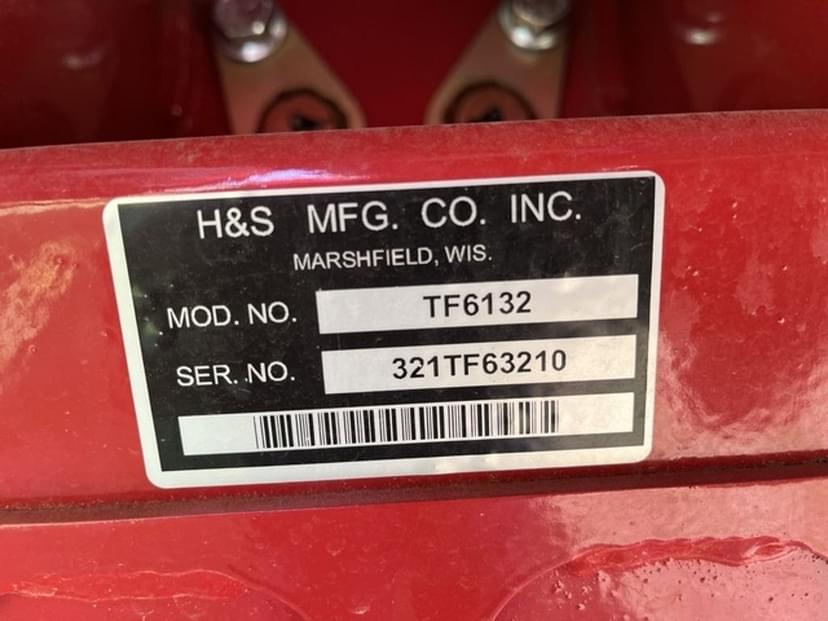 H&S MFG. CO. INC.
MARSHFIELD, WIS.
MOD. NO. TF6132
SER. NO. 321TF63210